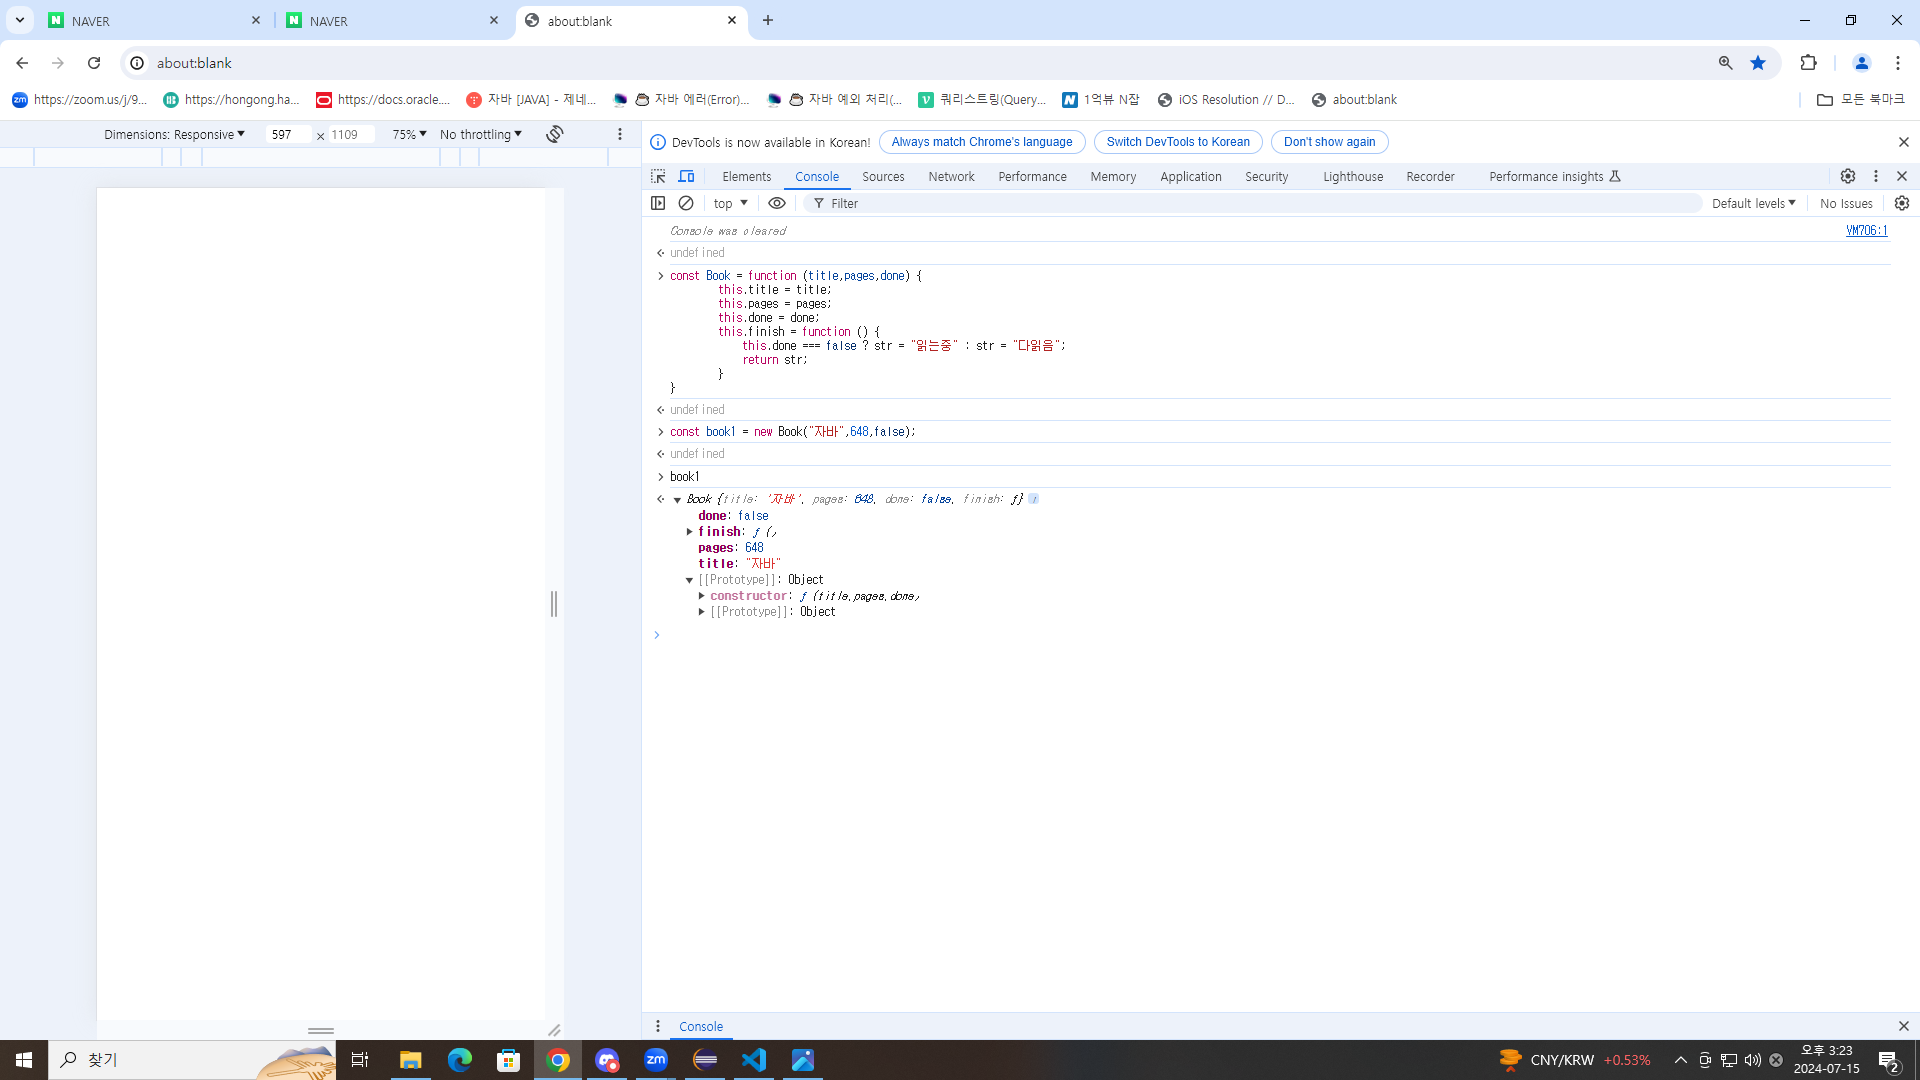 NAVER
NAVER
about:blank
about:blank
https://zoom.us/j/9...
https://hongong.ha...
https://docs.oracle....
자바 [JAVA] - 제네...
자바 에러(Error)...
자바 예외 처리(...
쿼리스트링(Query...
1억뷰 N잡
iOS Resolution // D...
about:blank
모든 북마크
Dimensions: Responsive
597 × 1109
75%
No throttling
DevTools is now available in Korean!
Always match Chrome's language
Switch DevTools to Korean
Don't show again
Elements
Console
Sources
Network
Performance
Memory
Application
Security
Lighthouse
Recorder
Performance insights
top
Filter
Default levels
No Issues
Console was cleared
VM706:1
undefined
const Book = function (title,pages,done) {
this.title = title;
this.pages = pages;
this.done = done;
this.finish = function () {
this.done === false ? str = "읽는중" : str = "다읽음";
return str;
}
}
undefined
const book1 = new Book("자바",648,false);
undefined
book1
Book {title: '자바', pages: 648, done: false, finish: ƒ}
done: false
finish: ƒ (,
pages: 648
title: "자바"
[[Prototype]]: Object
constructor: ƒ (title,pages,done,
[[Prototype]]: Object
Console
찾기
CNY/KRW +0.53%
오후 3:23
2024-07-15
2